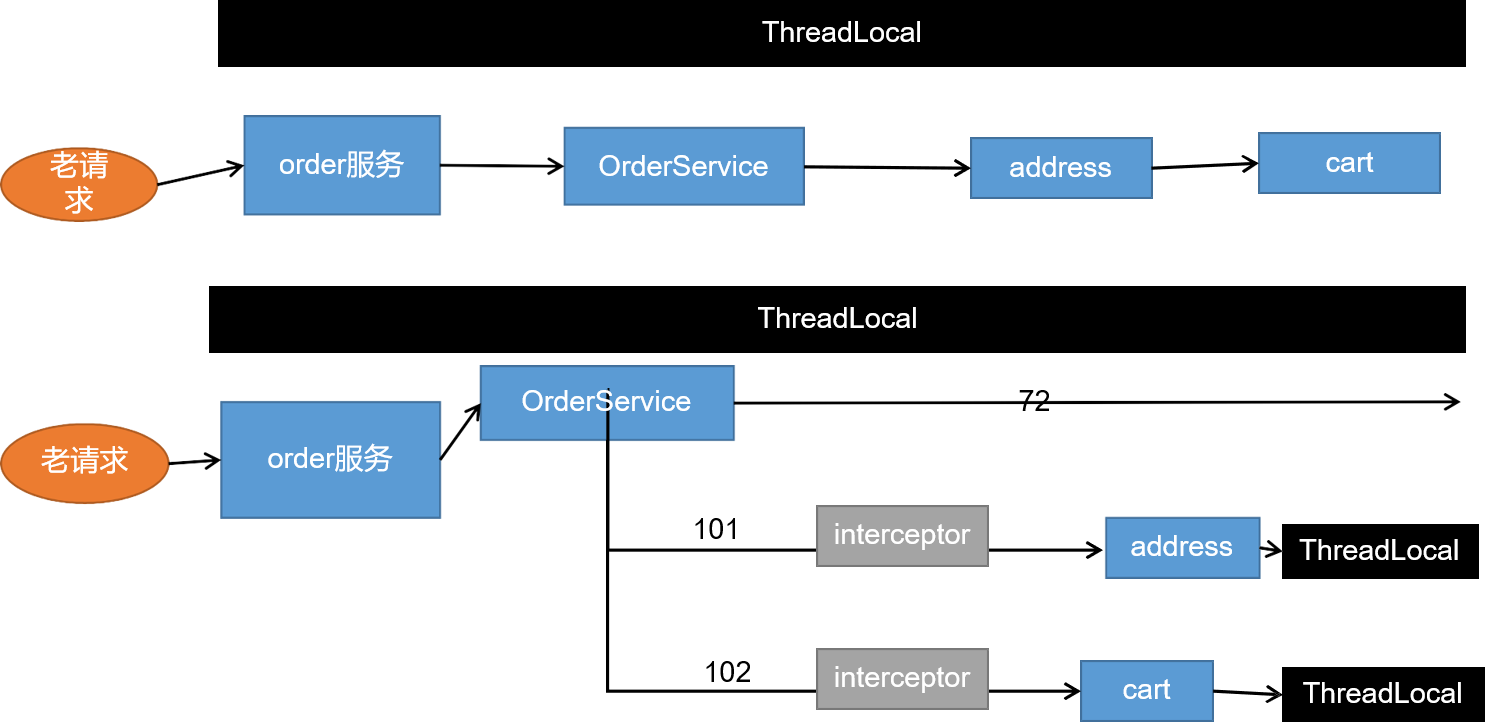 ThreadLocal
老请
求
order服务
OrderService
address
cart
ThreadLocal
OrderService
72
老请求
order服务
101
interceptor
address
ThreadLocal
102
interceptor
cart
ThreadLocal